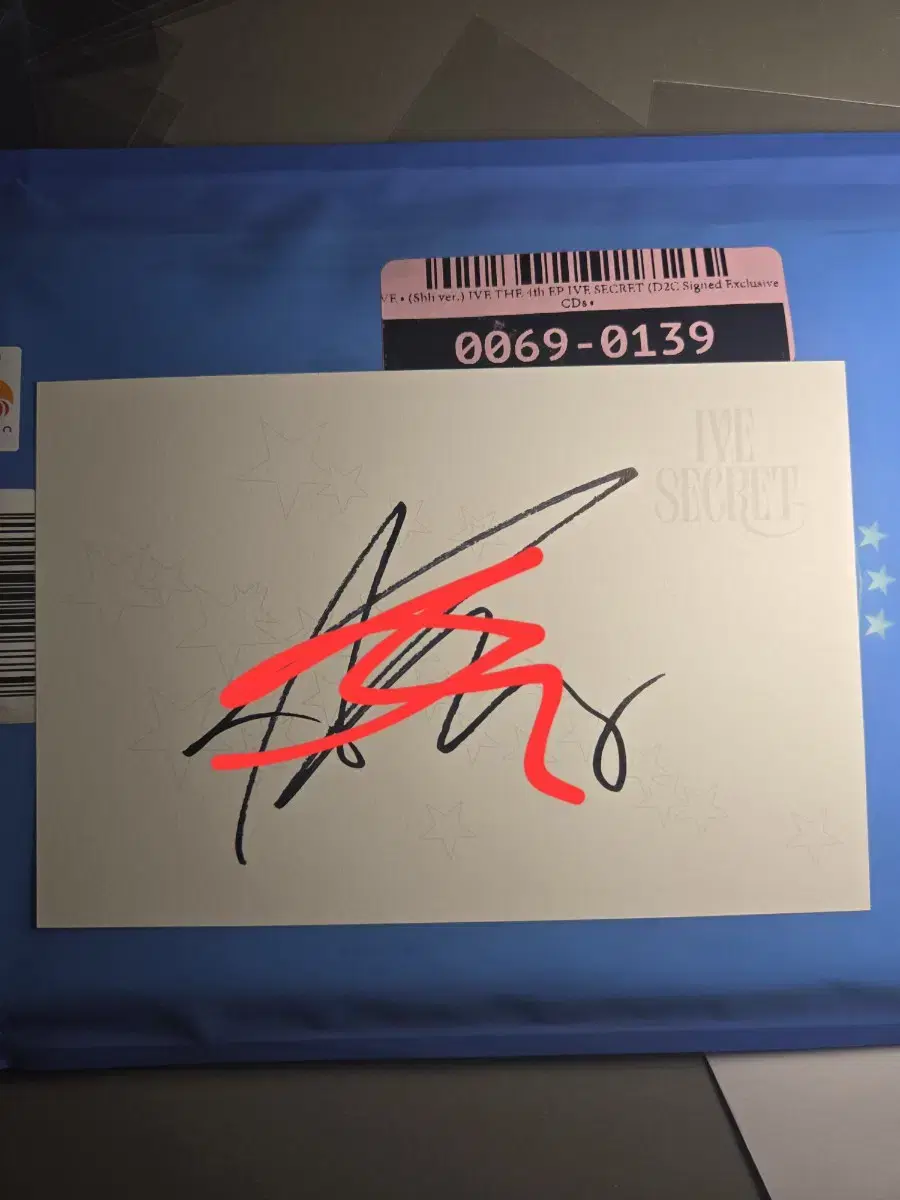 VE • (Shh ver.) IVE THE 4th EP IVE SECRET (D2C Signed Exclusive
CDs •
0069-0139
IVE
SECRET